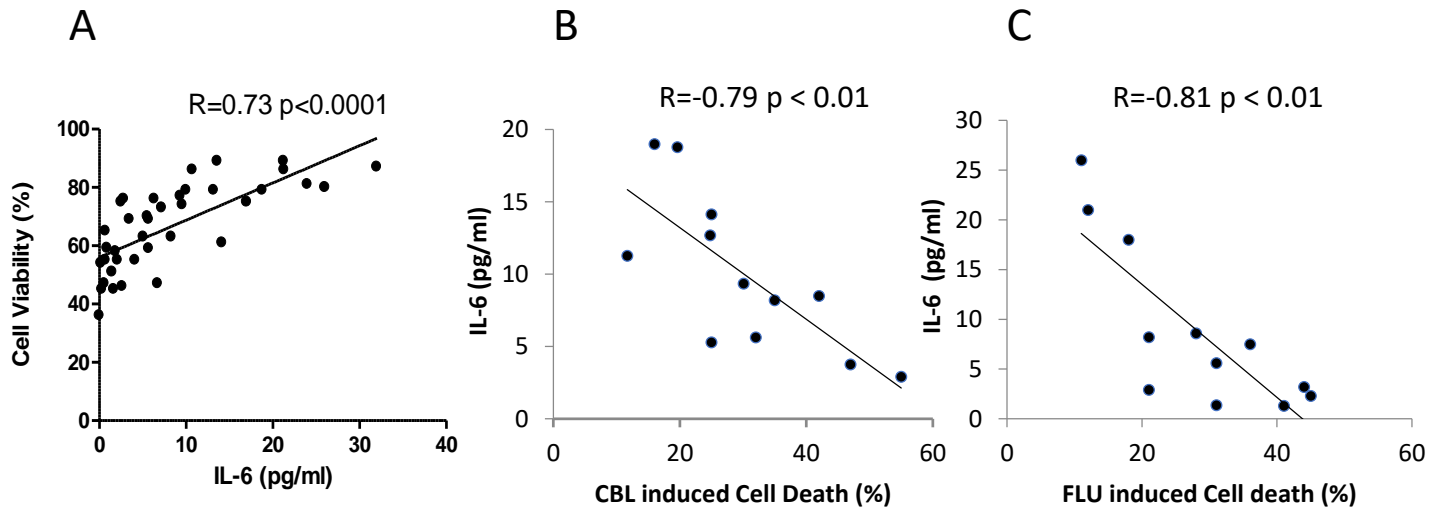 A
R=0.73 p<0.0001
100
80
60
40
20
0
Cell Viability (%)
0 10 20 30 40
IL-6 (pg/ml)
B
R=-0.79 p < 0.01
20
15
10
5
0
IL-6 (pg/ml)
0 20 40 60
CBL induced Cell Death (%)
C
R=-0.81 p < 0.01
30
25
20
15
10
5
0
IL-6 (pg/ml)
0 20 40 60
FLU induced Cell death (%)